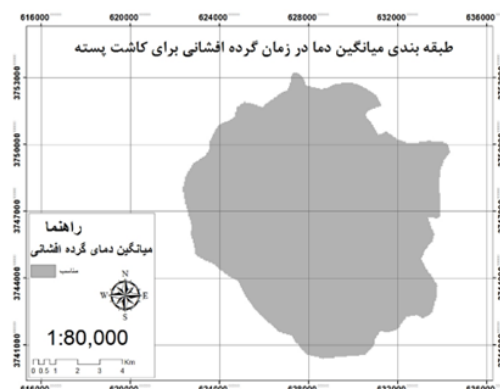 616000 620000 624000 628000 632000 636000
طبقه بندی میانگین دما در زمان گرده افشانی برای کاشت پسته
3753000
3750000
3747000
3744000
3741000
راهنما
میانگین دمای گرده افشانی
مناسب
N
W E
S
1:80,000
Km
0 0.5 1 2 3 4